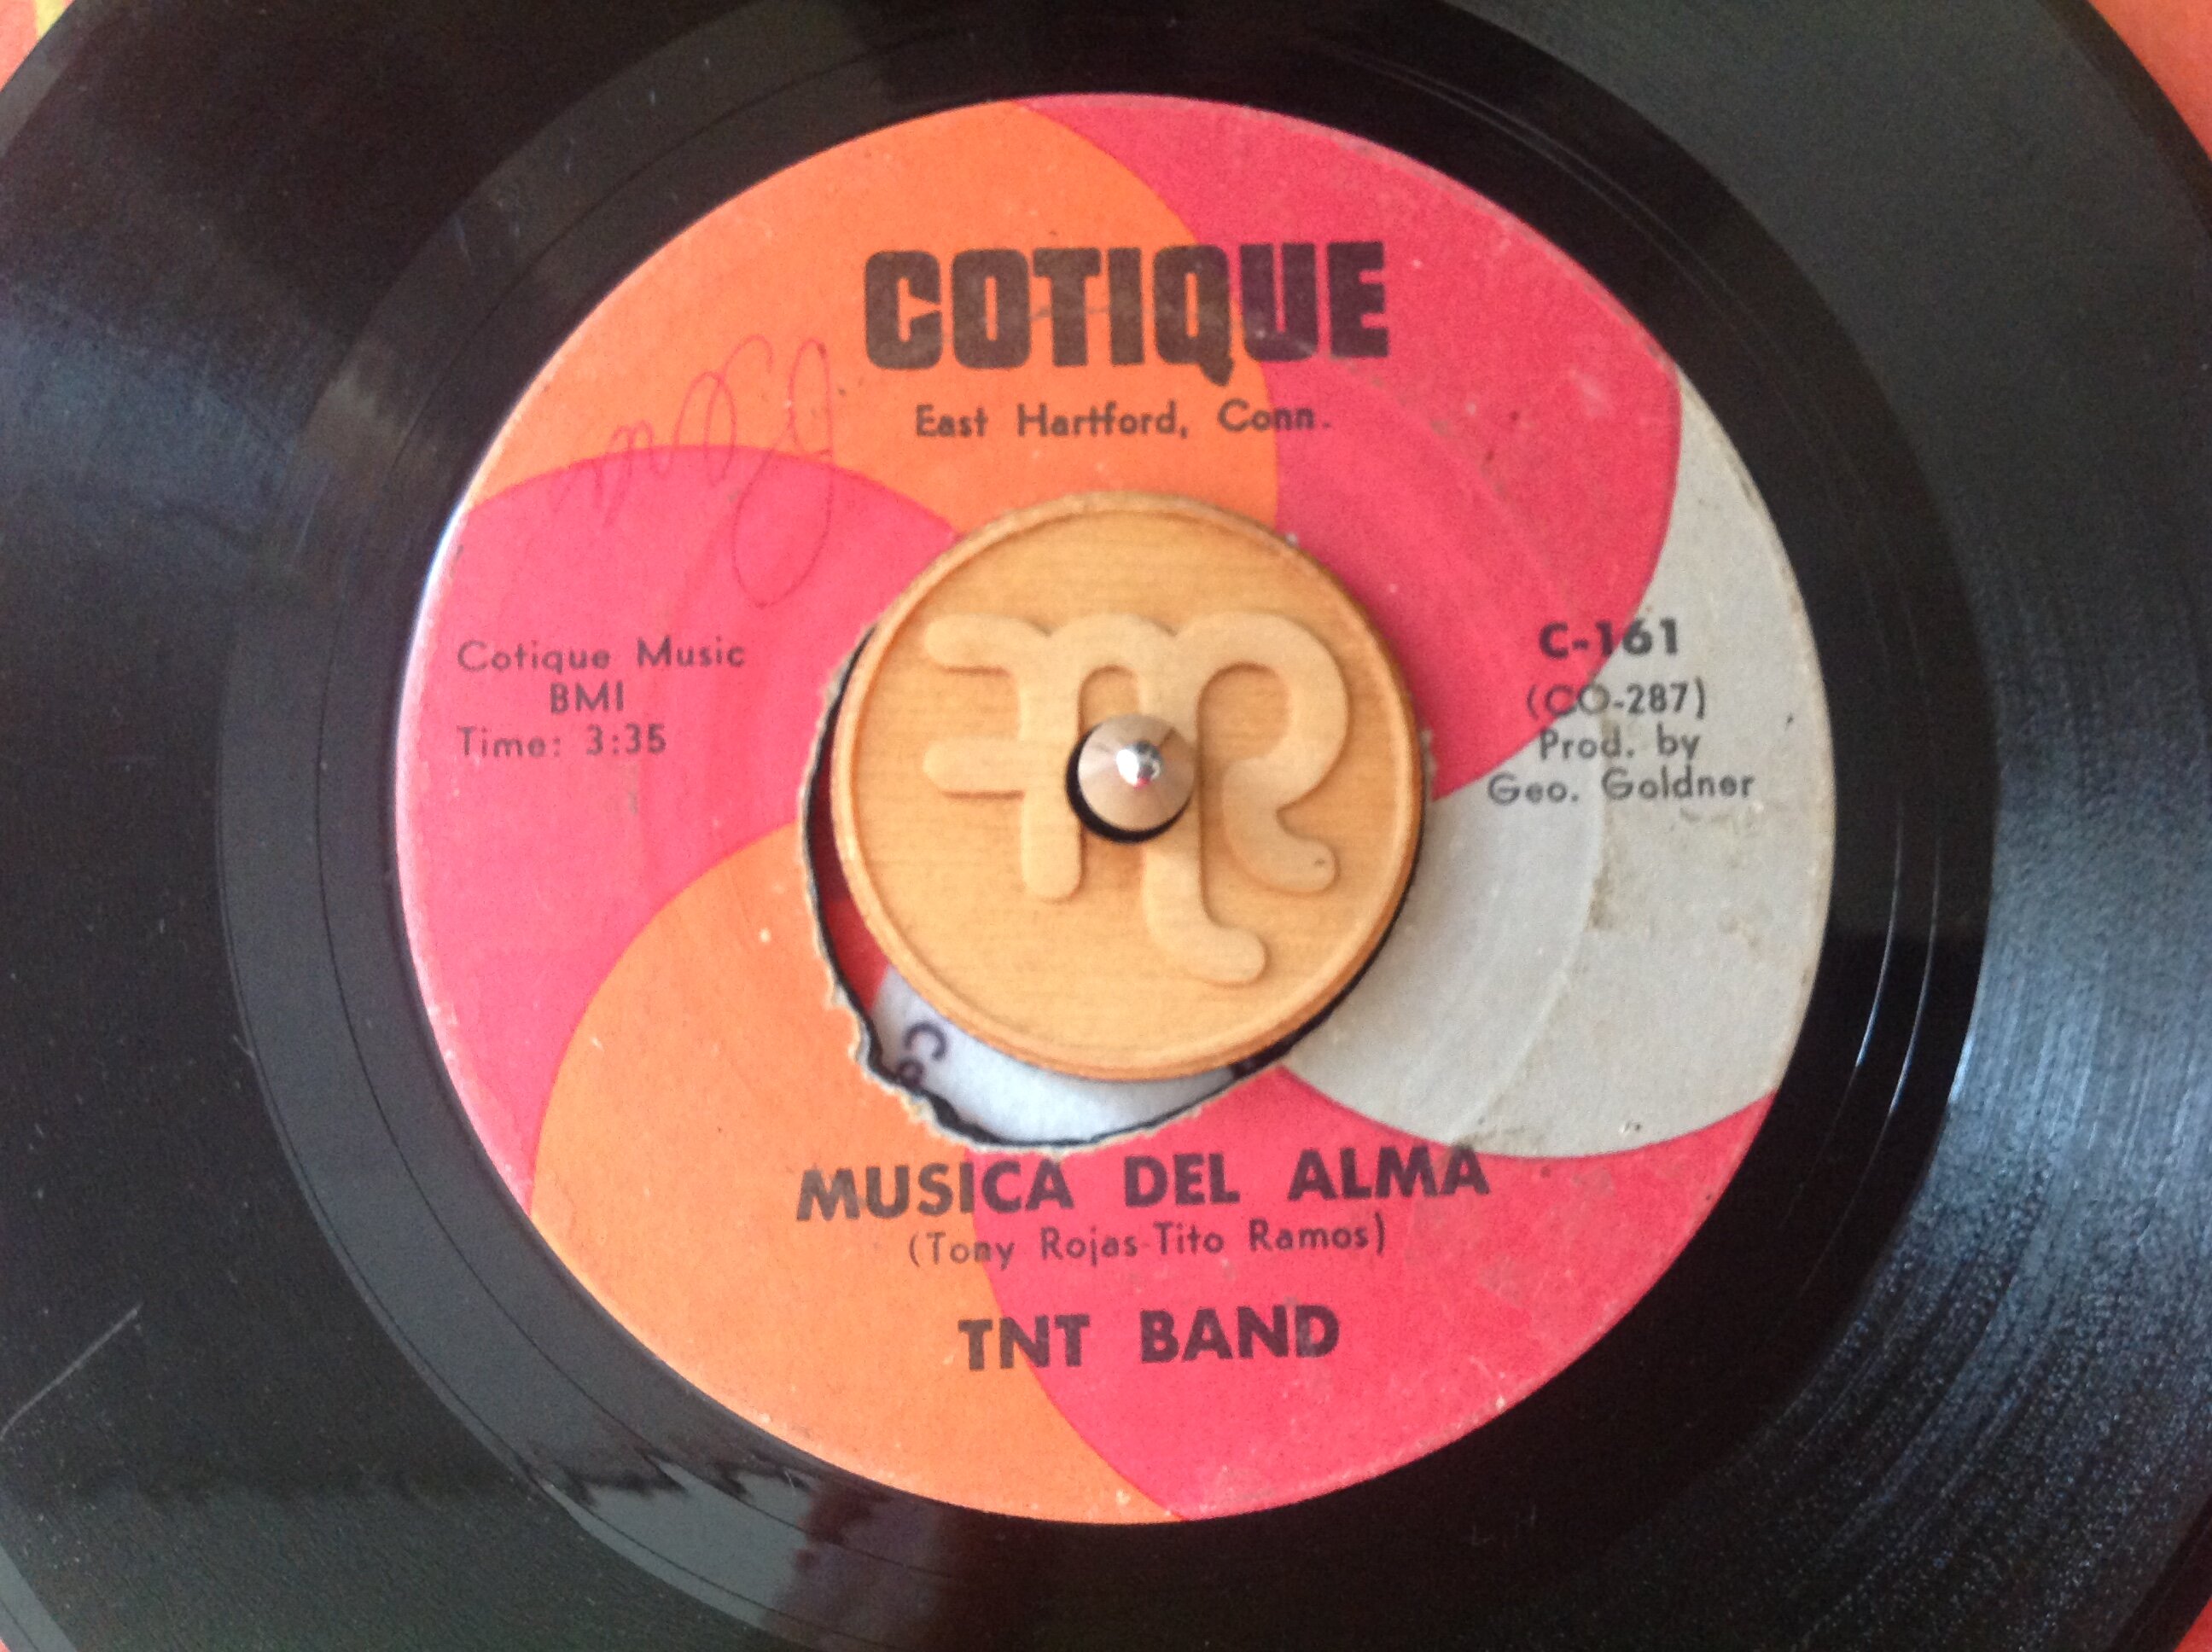 COTIQUE
East Hartford, Conn.
Cotique Music
BMI
Time: 3:35
C-161
(CO-287)
Prod. by
Geo. Goldner
MUSICA DEL ALMA
(Tony Rojas-Tito Ramos)
TNT BAND